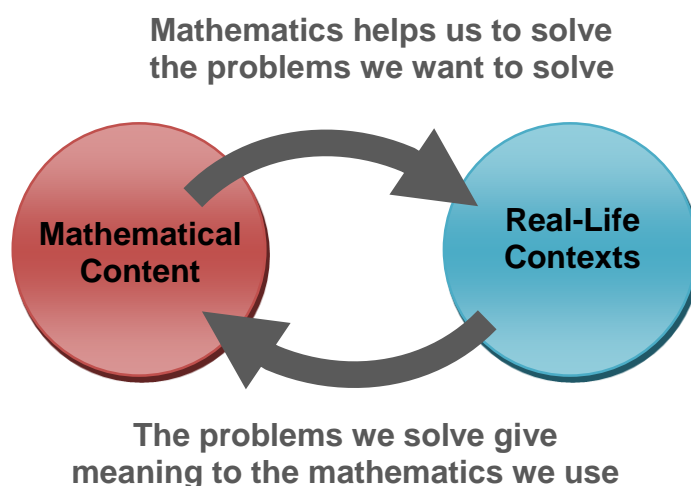 Mathematics helps us to solve
the problems we want to solve
Mathematical
Content
Real-Life
Contexts
The problems we solve give
meaning to the mathematics we use